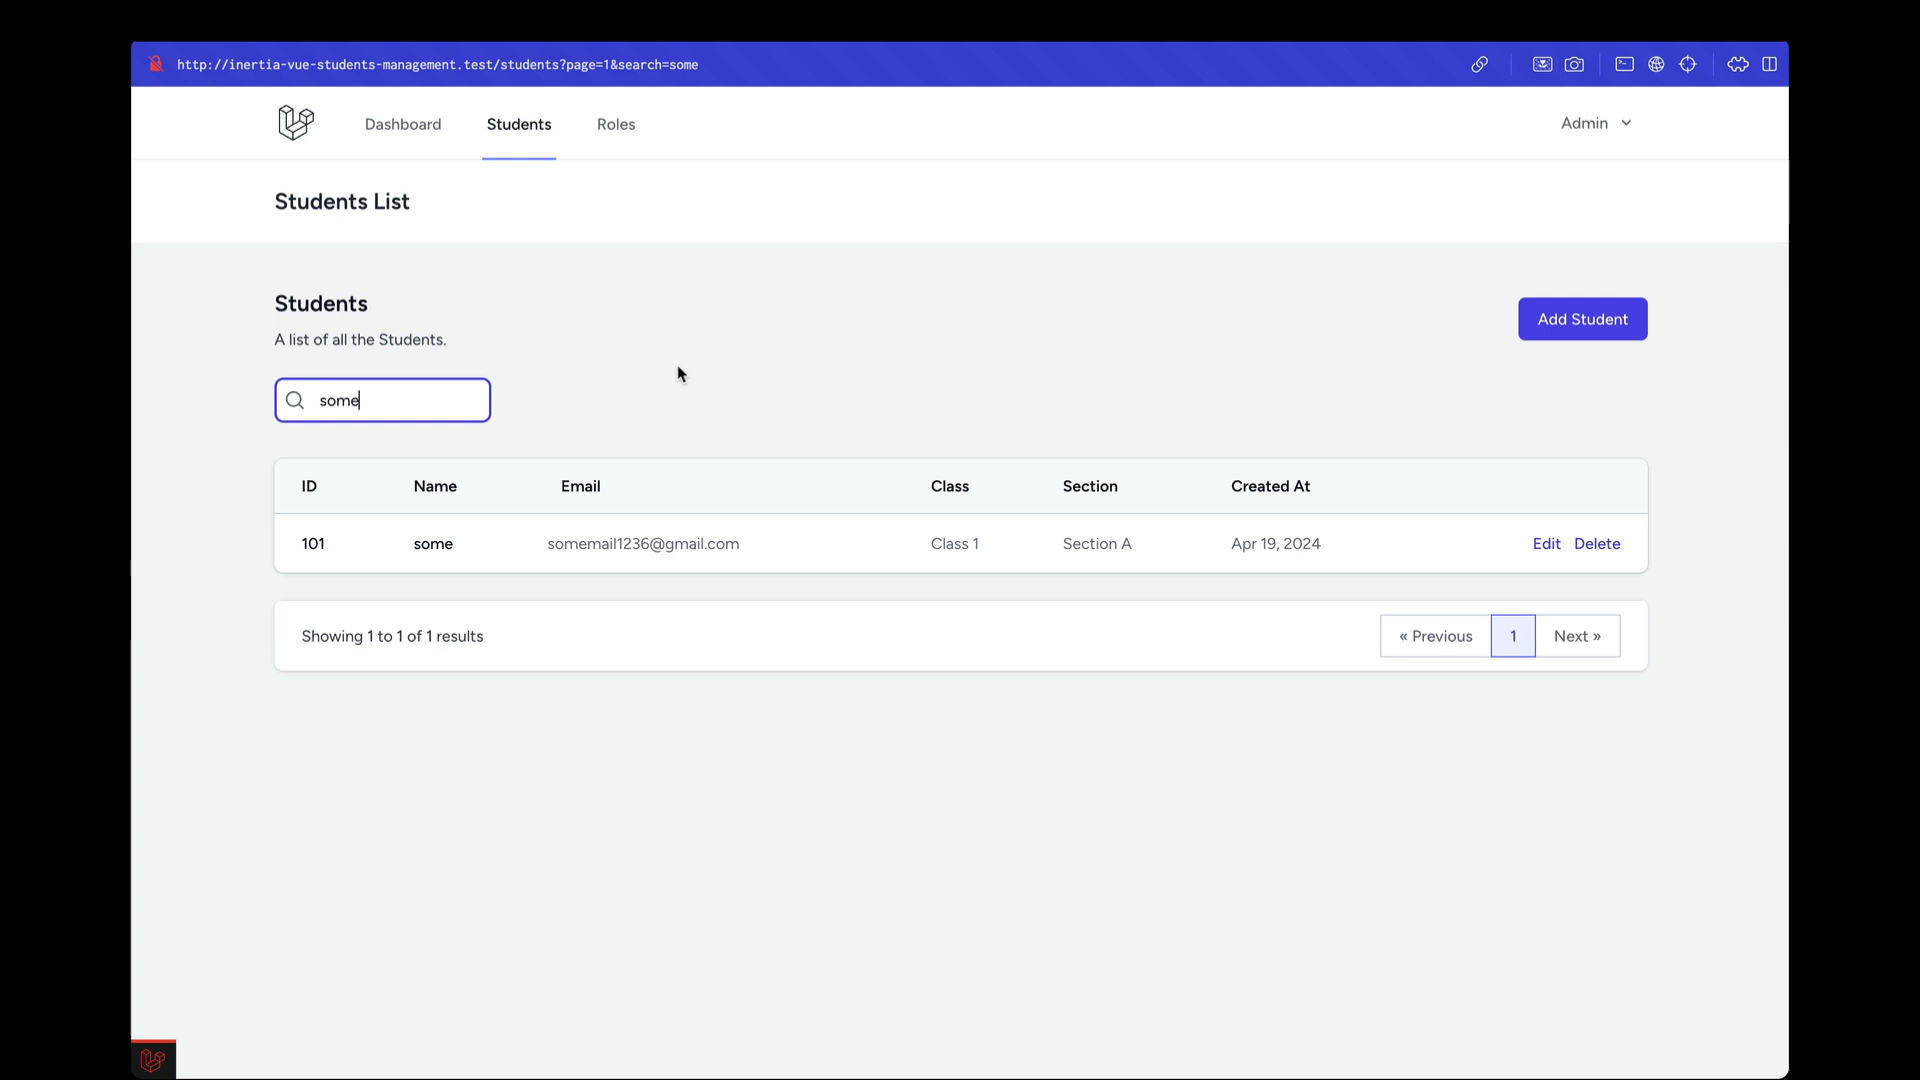 http://inertia-vue-students-management.test/students?page=1&search=some
Dashboard Students Roles Admin
Students List
Students
A list of all the Students.
Add Student
some
ID Name Email Class Section Created At
101 some somemail1236@gmail.com Class 1 Section A Apr 19, 2024 Edit Delete
Showing 1 to 1 of 1 results « Previous 1 Next »